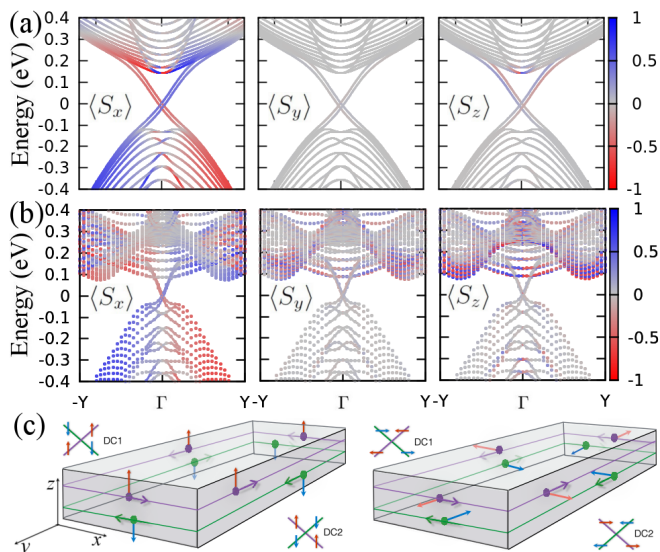 (a)
Energy (eV)
0.4
0.3
0.2
0.1
0
-0.1
-0.2
-0.3
-0.4
⟨Sx⟩
⟨Sy⟩
⟨Sz⟩
1
0.5
0
-0.5
-1
(b)
Energy (eV)
0.4
0.3
0.2
0.1
0
-0.1
-0.2
-0.3
-0.4
⟨Sx⟩
⟨Sy⟩
⟨Sz⟩
1
0.5
0
-0.5
-1
-Y Γ Y Γ Y Γ Y
(c)
DC1
DC2
z
x
y
DC1
DC2